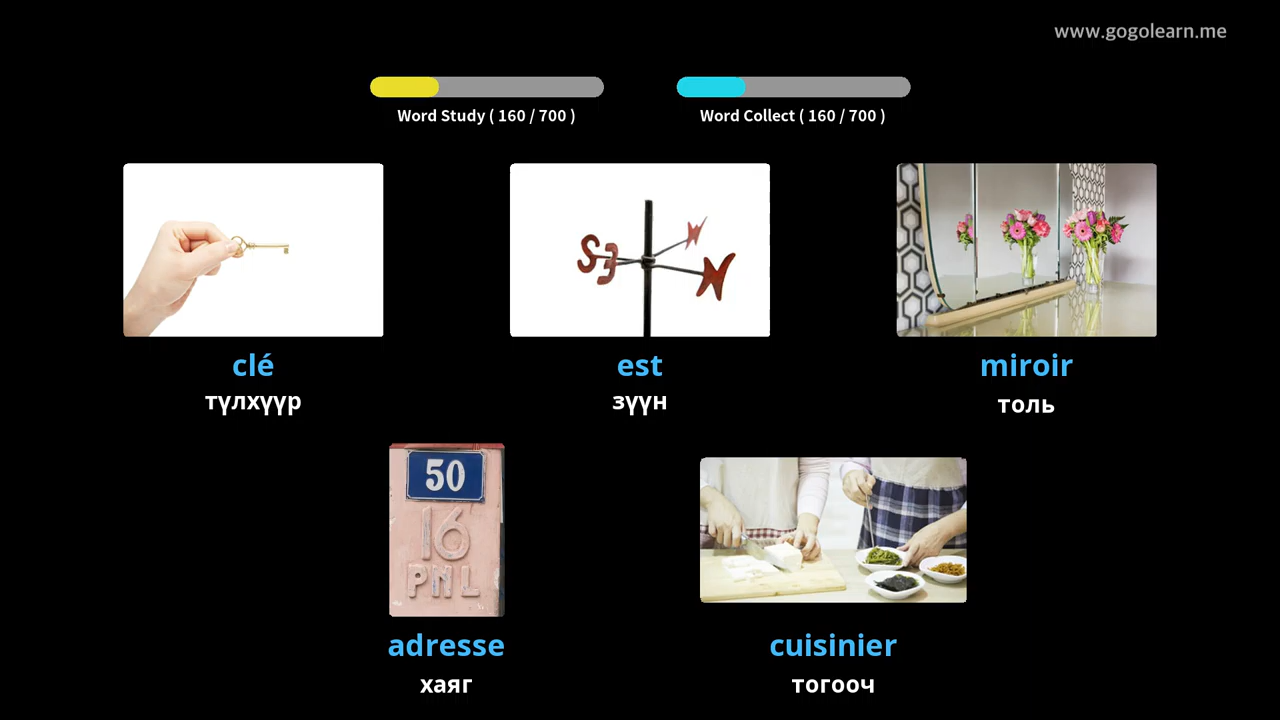 www.gogolearn.me
Word Study ( 160 / 700 )
Word Collect ( 160 / 700 )
S
E
N
clé
est
miroir
түлхүүр
зүүн
толь
50
16
PNL
adresse
cuisinier
хаяг
тогооч